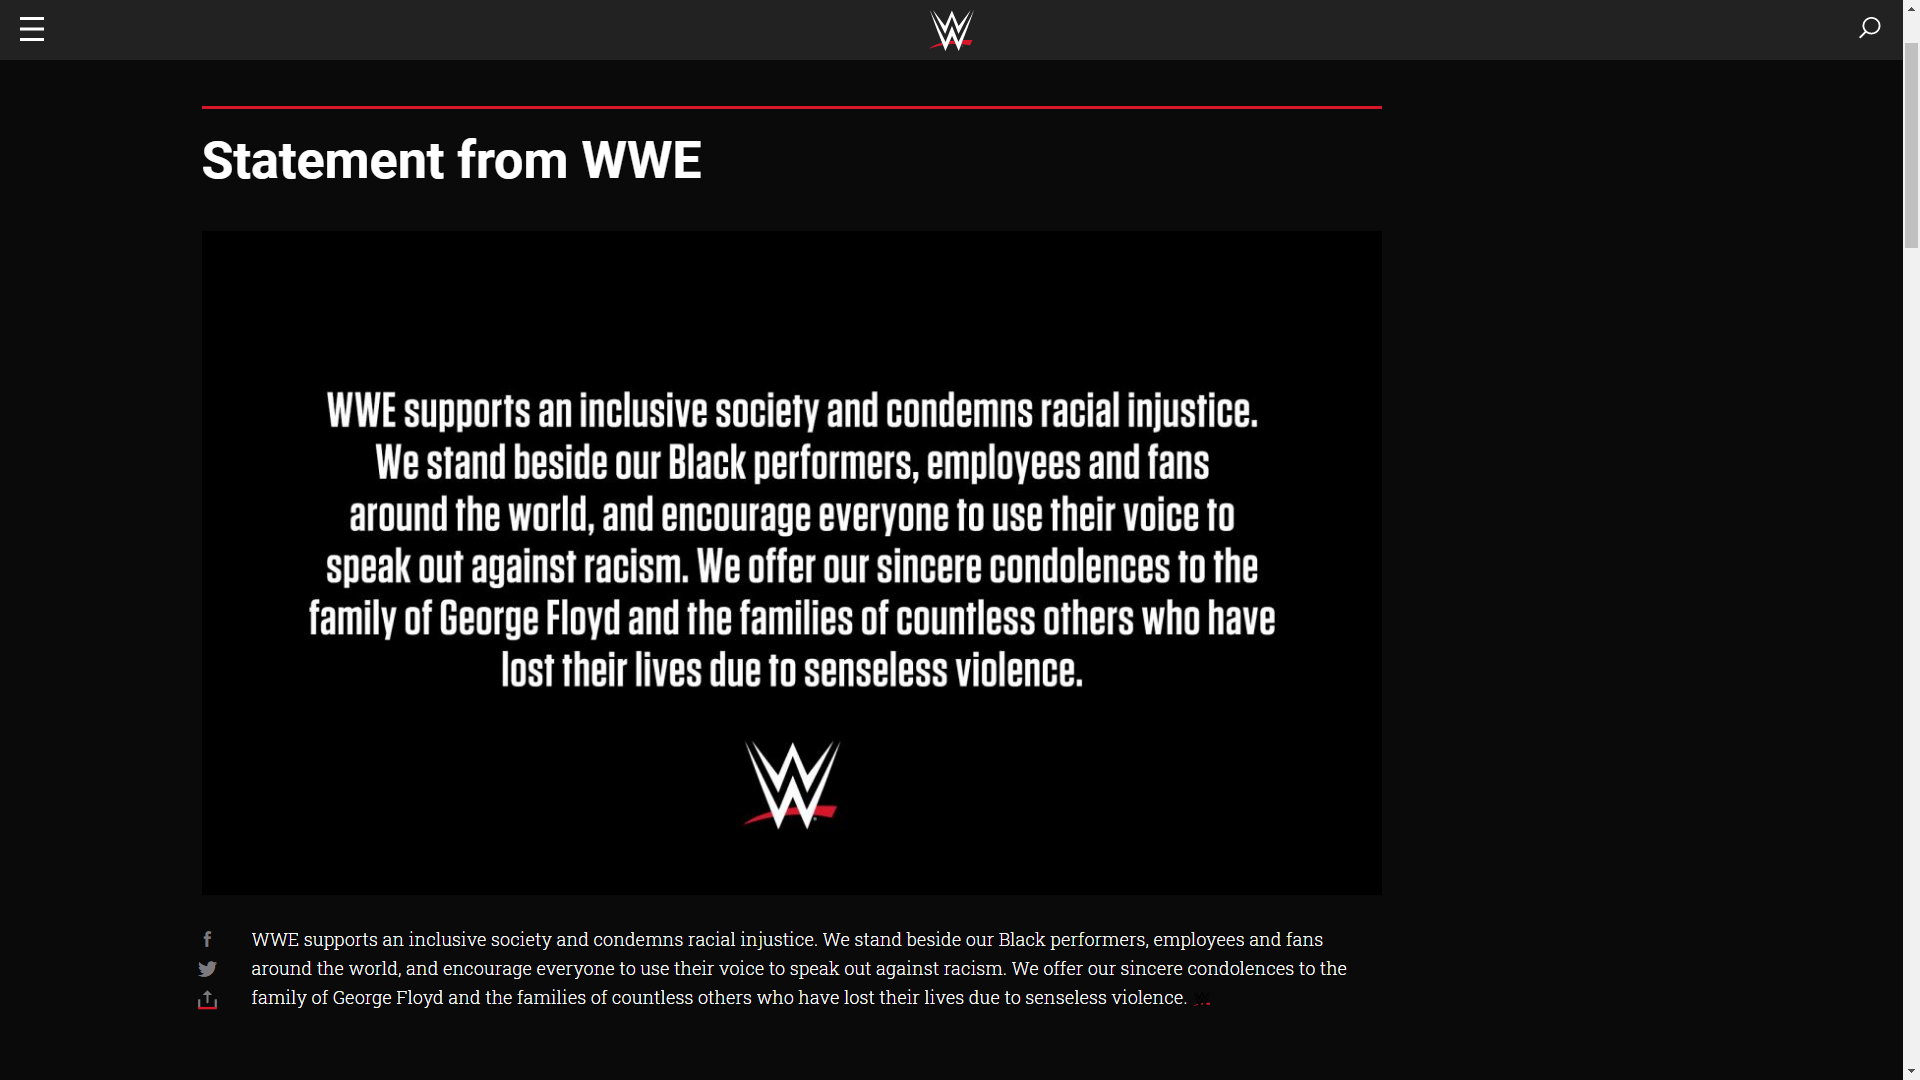 Statement from WWE
WWE supports an inclusive society and condemns racial injustice.
We stand beside our Black performers, employees and fans
around the world, and encourage everyone to use their voice to
speak out against racism. We offer our sincere condolences to the
family of George Floyd and the families of countless others who have
lost their lives due to senseless violence.
WWE supports an inclusive society and condemns racial injustice. We stand beside our Black performers, employees and fans
around the world, and encourage everyone to use their voice to speak out against racism. We offer our sincere condolences to the
family of George Floyd and the families of countless others who have lost their lives due to senseless violence.